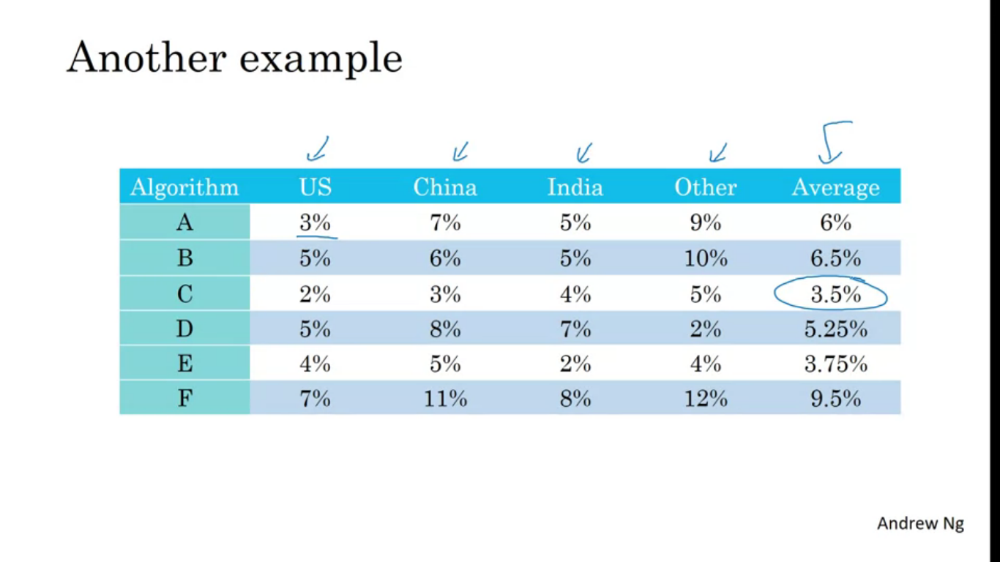 Another example
Algorithm US China India Other Average
A 3% 7% 5% 9% 6%
B 5% 6% 5% 10% 6.5%
C 2% 3% 4% 5% 3.5%
D 5% 8% 7% 2% 5.25%
E 4% 5% 2% 4% 3.75%
F 7% 11% 8% 12% 9.5%
Andrew Ng